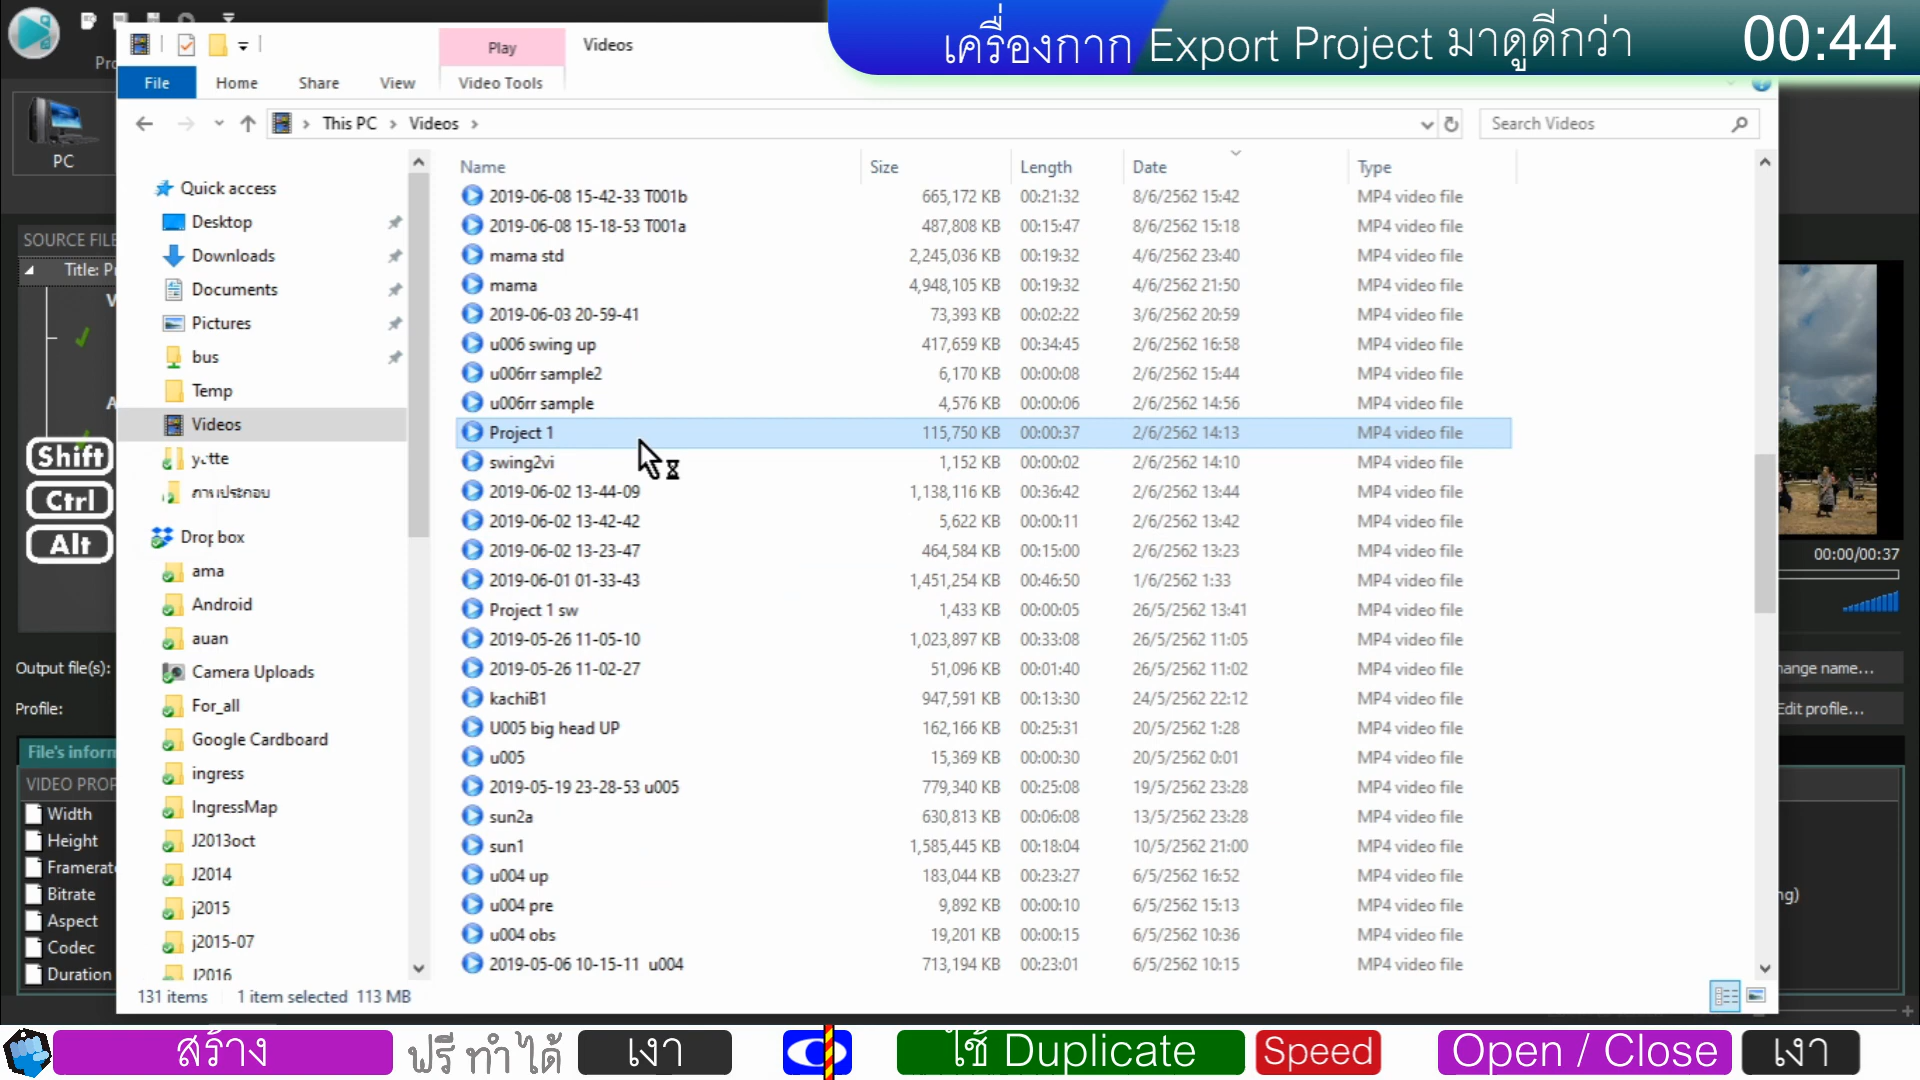 เครื่องกาก Export Project มาดูดีกว่า 00:44
Play Videos
File Home Share View Video Tools
This PC Videos Search Videos
PC
Name Size Length Date Type
2019-06-08 15-42-33 T001b 665,172 KB 00:21:32 8/6/2562 15:42 MP4 video file
2019-06-08 15-18-53 T001a 487,808 KB 00:15:47 8/6/2562 15:18 MP4 video file
mama std 2,245,036 KB 00:19:32 4/6/2562 23:40 MP4 video file
mama 4,948,105 KB 00:19:32 4/6/2562 21:50 MP4 video file
2019-06-03 20-59-41 73,393 KB 00:02:22 3/6/2562 20:59 MP4 video file
u006 swing up 417,659 KB 00:34:45 2/6/2562 16:58 MP4 video file
u006rr sample2 6,170 KB 00:00:08 2/6/2562 15:44 MP4 video file
u006rr sample 4,576 KB 00:00:06 2/6/2562 14:56 MP4 video file
Project 1 115,750 KB 00:00:37 2/6/2562 14:13 MP4 video file
swing2vi 1,152 KB 00:00:02 2/6/2562 14:10 MP4 video file
2019-06-02 13-44-09 1,138,116 KB 00:36:42 2/6/2562 13:44 MP4 video file
2019-06-02 13-42-42 5,622 KB 00:00:11 2/6/2562 13:42 MP4 video file
2019-06-02 13-23-47 464,584 KB 00:15:00 2/6/2562 13:23 MP4 video file
2019-06-01 01-33-43 1,451,254 KB 00:46:50 1/6/2562 1:33 MP4 video file
Project 1 sw 1,433 KB 00:00:05 26/5/2562 13:41 MP4 video file
2019-05-26 11-05-10 1,023,897 KB 00:33:08 26/5/2562 11:05 MP4 video file
2019-05-26 11-02-27 51,096 KB 00:01:40 26/5/2562 11:02 MP4 video file
kachiB1 947,591 KB 00:13:30 24/5/2562 22:12 MP4 video file
U005 big head UP 162,166 KB 00:25:31 20/5/2562 1:28 MP4 video file
u005 15,369 KB 00:00:30 20/5/2562 0:01 MP4 video file
2019-05-19 23-28-53 u005 779,340 KB 00:25:08 19/5/2562 23:28 MP4 video file
sun2a 630,813 KB 00:06:08 13/5/2562 23:28 MP4 video file
sun1 1,585,445 KB 00:18:04 10/5/2562 21:00 MP4 video file
u004 up 183,044 KB 00:23:27 6/5/2562 16:52 MP4 video file
u004 pre 9,892 KB 00:00:10 6/5/2562 15:13 MP4 video file
u004 obs 19,201 KB 00:00:15 6/5/2562 10:36 MP4 video file
2019-05-06 10-15-11 u004 713,194 KB 00:23:01 6/5/2562 10:15 MP4 video file
Quick access
Desktop
Downloads
Documents
Pictures
bus
Temp
Videos
Dropbox
ama
Android
auan
Camera Uploads
For_all
Google Cardboard
ingress
IngressMap
J2013oct
J2014
j2015
j2015-07
J2016
131 items 1 item selected 113 MB
SOURCE FILE
Title: Pr
Shift
Ctrl
Alt
Output file(s):
Profile:
File's inform
VIDEO PROP
Width
Height
Framerate
Bitrate
Aspect
Codec
Duration
00:00/00:37
hange name...
Edit profile...
ng)
สร้าง ฟรี ทำได้ เงา ใช้ Duplicate Speed Open / Close เงา